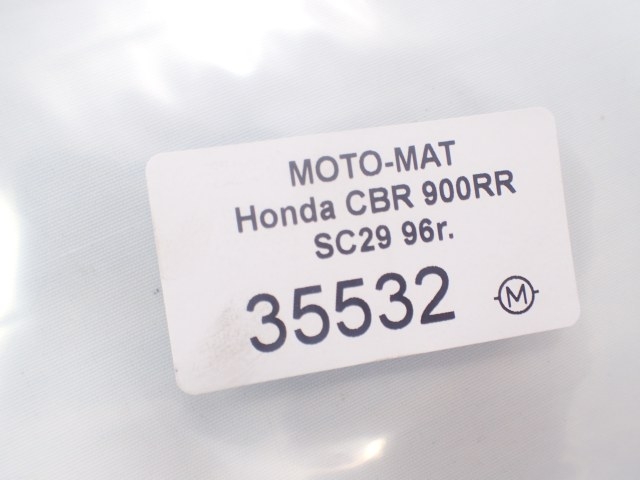 MOTO-MAT
Honda CBR 900RR
SC29 96r.
35532 M